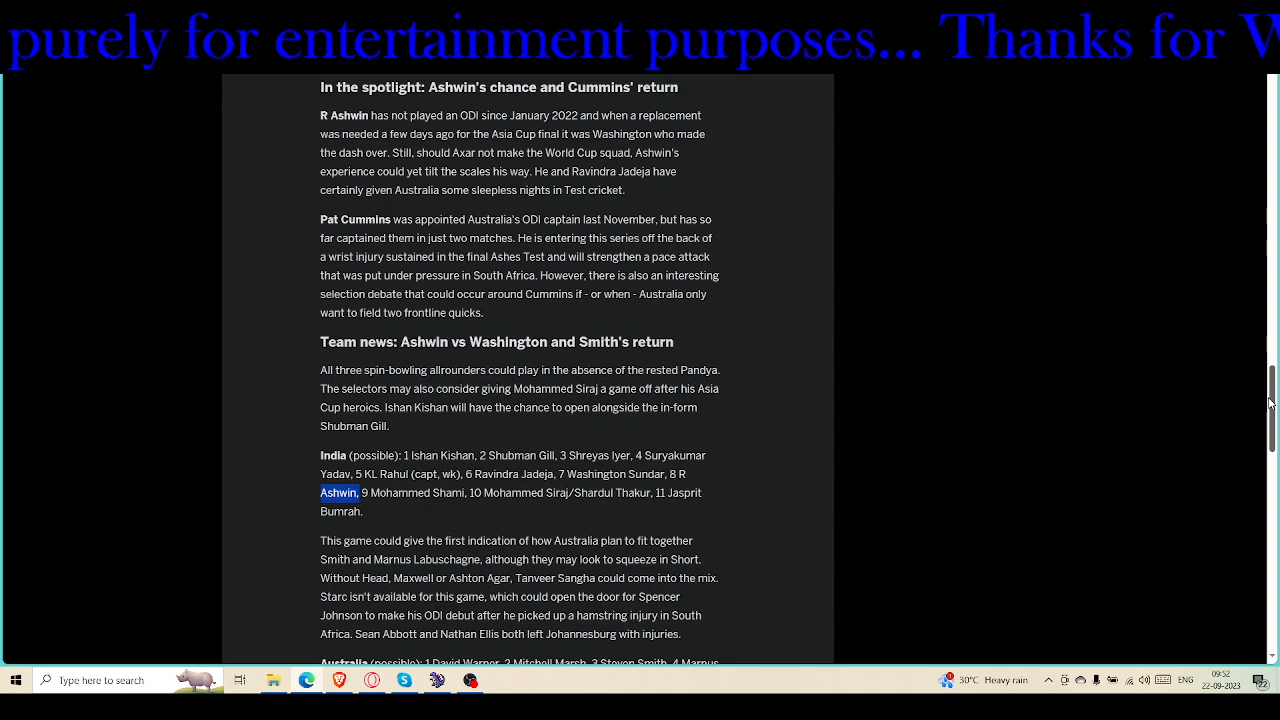 purely for entertainment purposes... Thanks for W
In the spotlight: Ashwin's chance and Cummins' return
R Ashwin has not played an ODI since January 2022 and when a replacement
was needed a few days ago for the Asia Cup final it was Washington who made
the dash over. Still, should Axar not make the World Cup squad, Ashwin's
experience could yet tilt the scales his way. He and Ravindra Jadeja have
certainly given Australia some sleepless nights in Test cricket.
Pat Cummins was appointed Australia's ODI captain last November, but has so
far captained them in just two matches. He is entering this series off the back of
a wrist injury sustained in the final Ashes Test and will strengthen a pace attack
that was put under pressure in South Africa. However, there is also an interesting
selection debate that could occur around Cummins if - or when - Australia only
want to field two frontline quicks.
Team news: Ashwin vs Washington and Smith's return
All three spin-bowling allrounders could play in the absence of the rested Pandya.
The selectors may also consider giving Mohammed Siraj a game off after his Asia
Cup heroics. Ishan Kishan will have the chance to open alongside the in-form
Shubman Gill.
India (possible): 1 Ishan Kishan, 2 Shubman Gill, 3 Shreyas Iyer, 4 Suryakumar
Yadav, 5 KL Rahul (capt, wk), 6 Ravindra Jadeja, 7 Washington Sundar, 8 R
Ashwin, 9 Mohammed Shami, 10 Mohammed Siraj/Shardul Thakur, 11 Jasprit
Bumrah.
This game could give the first indication of how Australia plan to fit together
Smith and Marnus Labuschagne, although they may look to squeeze in Short.
Without Head, Maxwell or Ashton Agar, Tanveer Sangha could come into the mix.
Starc isn't available for this game, which could open the door for Spencer
Johnson to make his ODI debut after he picked up a hamstring injury in South
Africa. Sean Abbott and Nathan Ellis both left Johannesburg with injuries.
Australia (possible): 1 David Warner, 2 Mitchell Marsh, 3 Steven Smith, 4 Marnus
Type here to search
30°C Heavy rain
ENG
09:52
22-09-2023
22